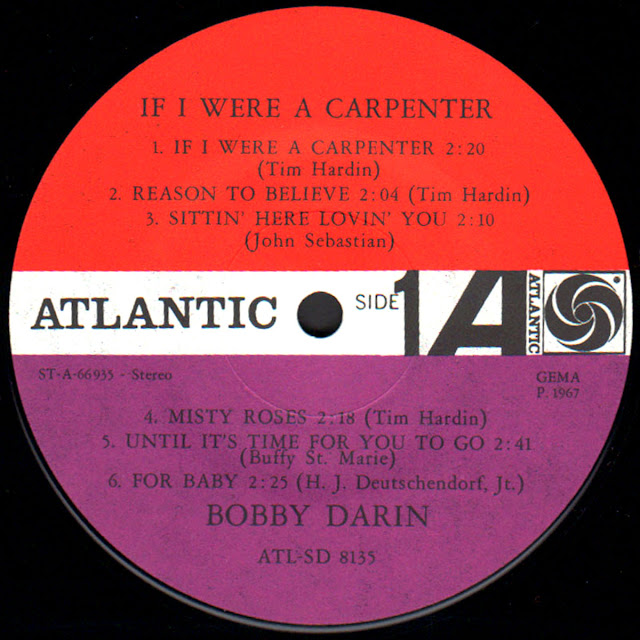 IF I WERE A CARPENTER
1. IF I WERE A CARPENTER 2:20
(Tim Hardin)
2. REASON TO BELIEVE 2:04 (Tim Hardin)
3. SITTIN' HERE LOVIN' YOU 2:10
(John Sebastian)
ATLANTIC SIDE 1 A ATLANTIC
ST-A-66935 - Stereo
GEMA
P. 1967
4. MISTY ROSES 2:18 (Tim Hardin)
5. UNTIL IT'S TIME FOR YOU TO GO 2:41
(Buffy St. Marie)
6. FOR BABY 2:25 (H. J. Deutschendorf, Jt.)
BOBBY DARIN
ATL-SD 8135